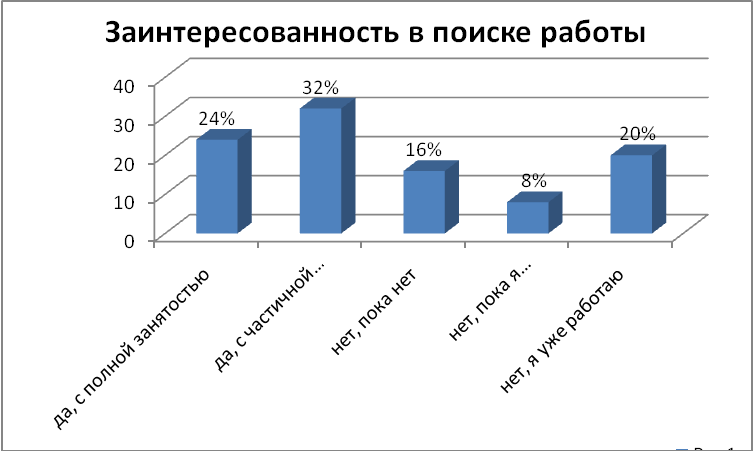 Заинтересованность в поиске работы
40
30
20
10
0
24%
32%
16%
8%
20%
да, с полной занятостью
да, с частичной...
нет, пока нет
нет, пока я...
нет, я уже работаю